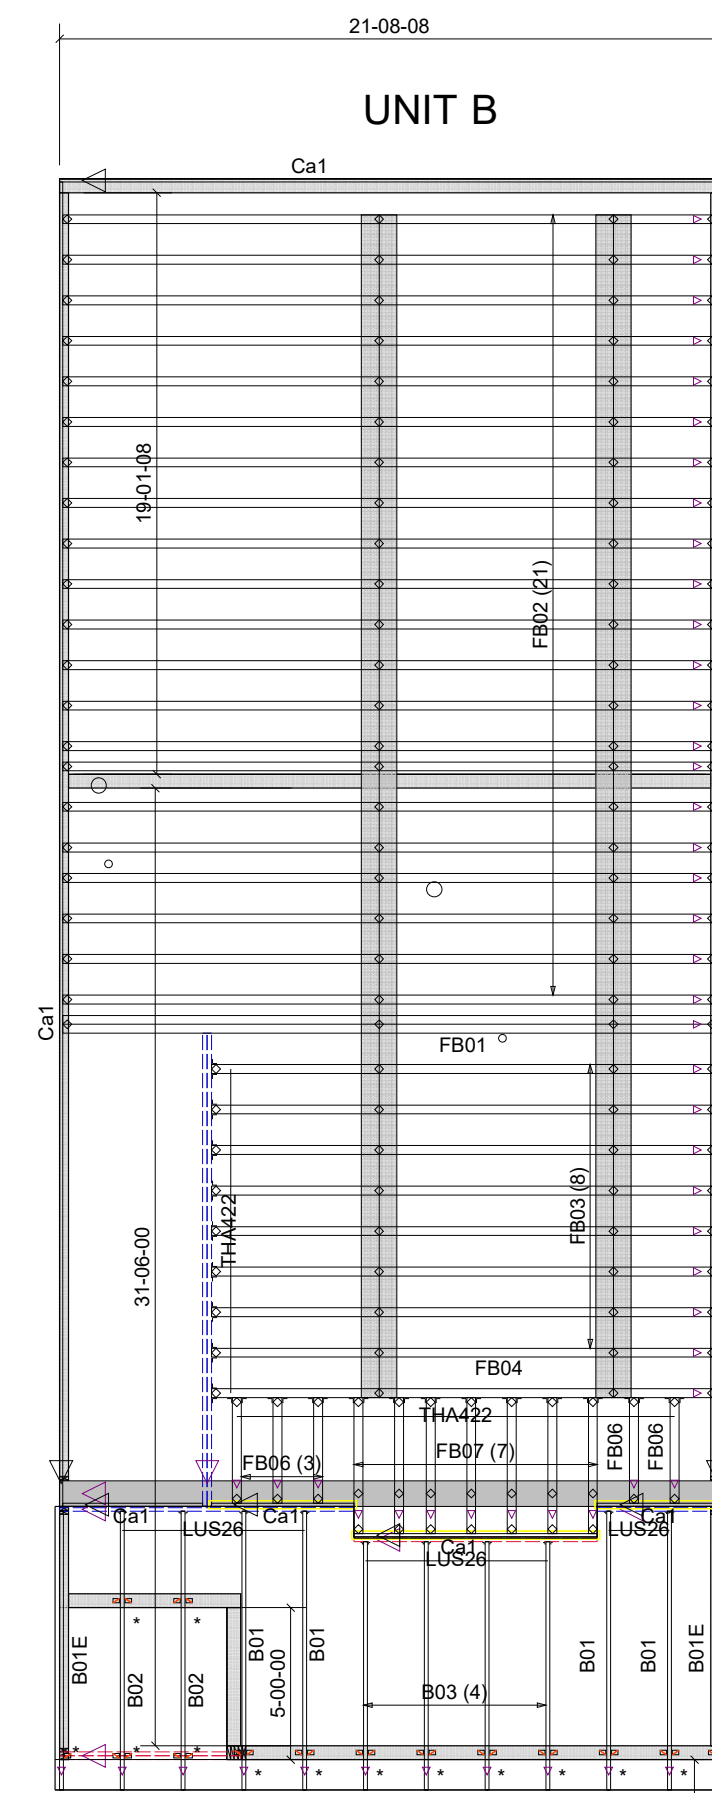 21-08-08
UNIT B
Ca1
19-01-08
FB02 (21)
Ca1
FB01
THA422
FB03 (8)
31-06-00
FB04
THA422
FB06 (3)
FB07 (7)
FB06
FB06
Ca1
LUS26
Ca1
Ca1
LUS26
Ca1
LUS26
*
*
B01E
B02
B02
B01
B01
5-00-00
B03 (4)
B01
B01
B01E
*
*
*
*
*
*
*
*
*
*